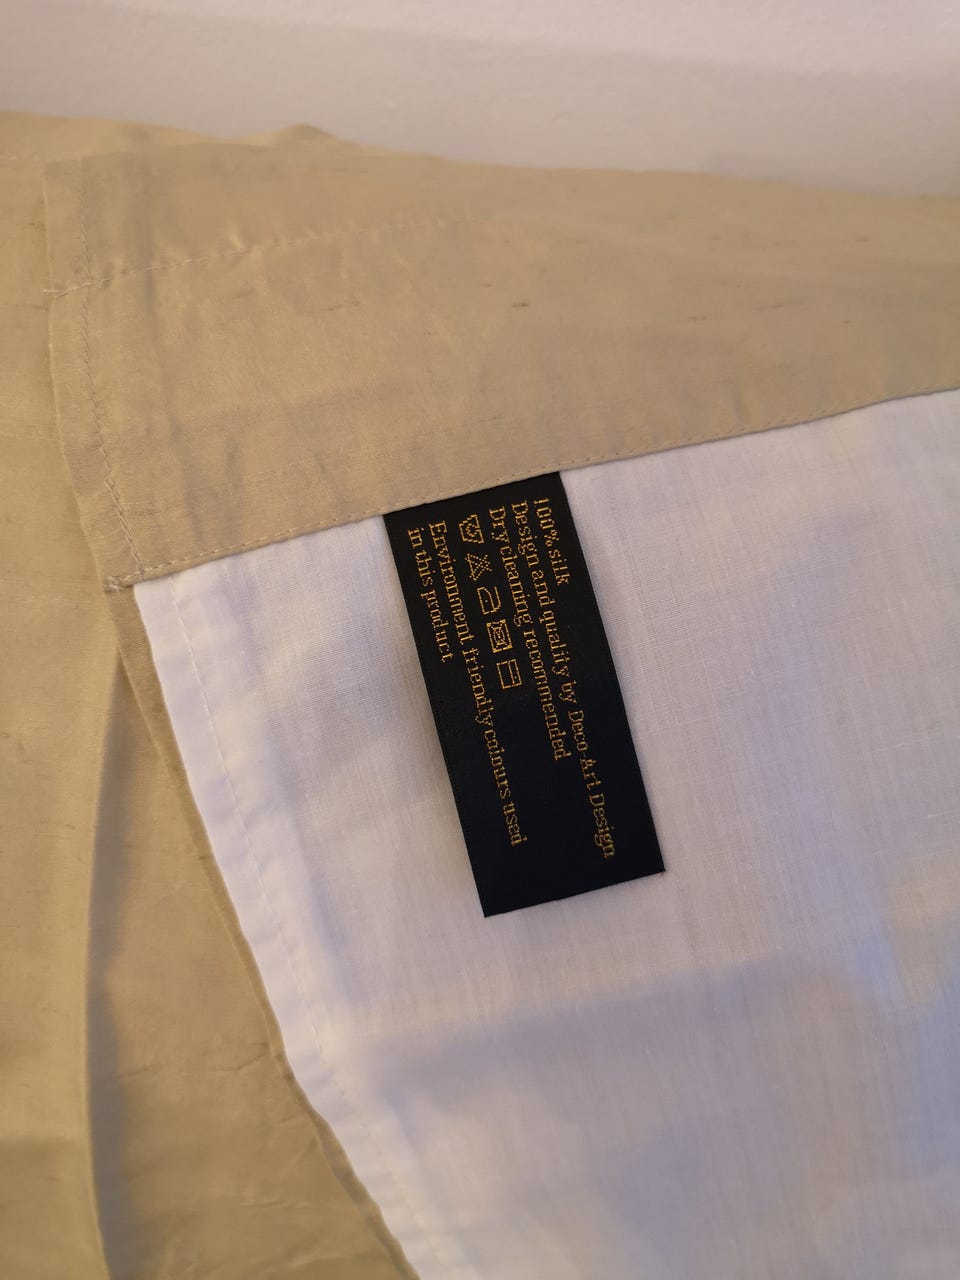 100% silk
Design and quality by Deco-Art Design
Dry cleaning recommended
Environment friendly colours used
in this product